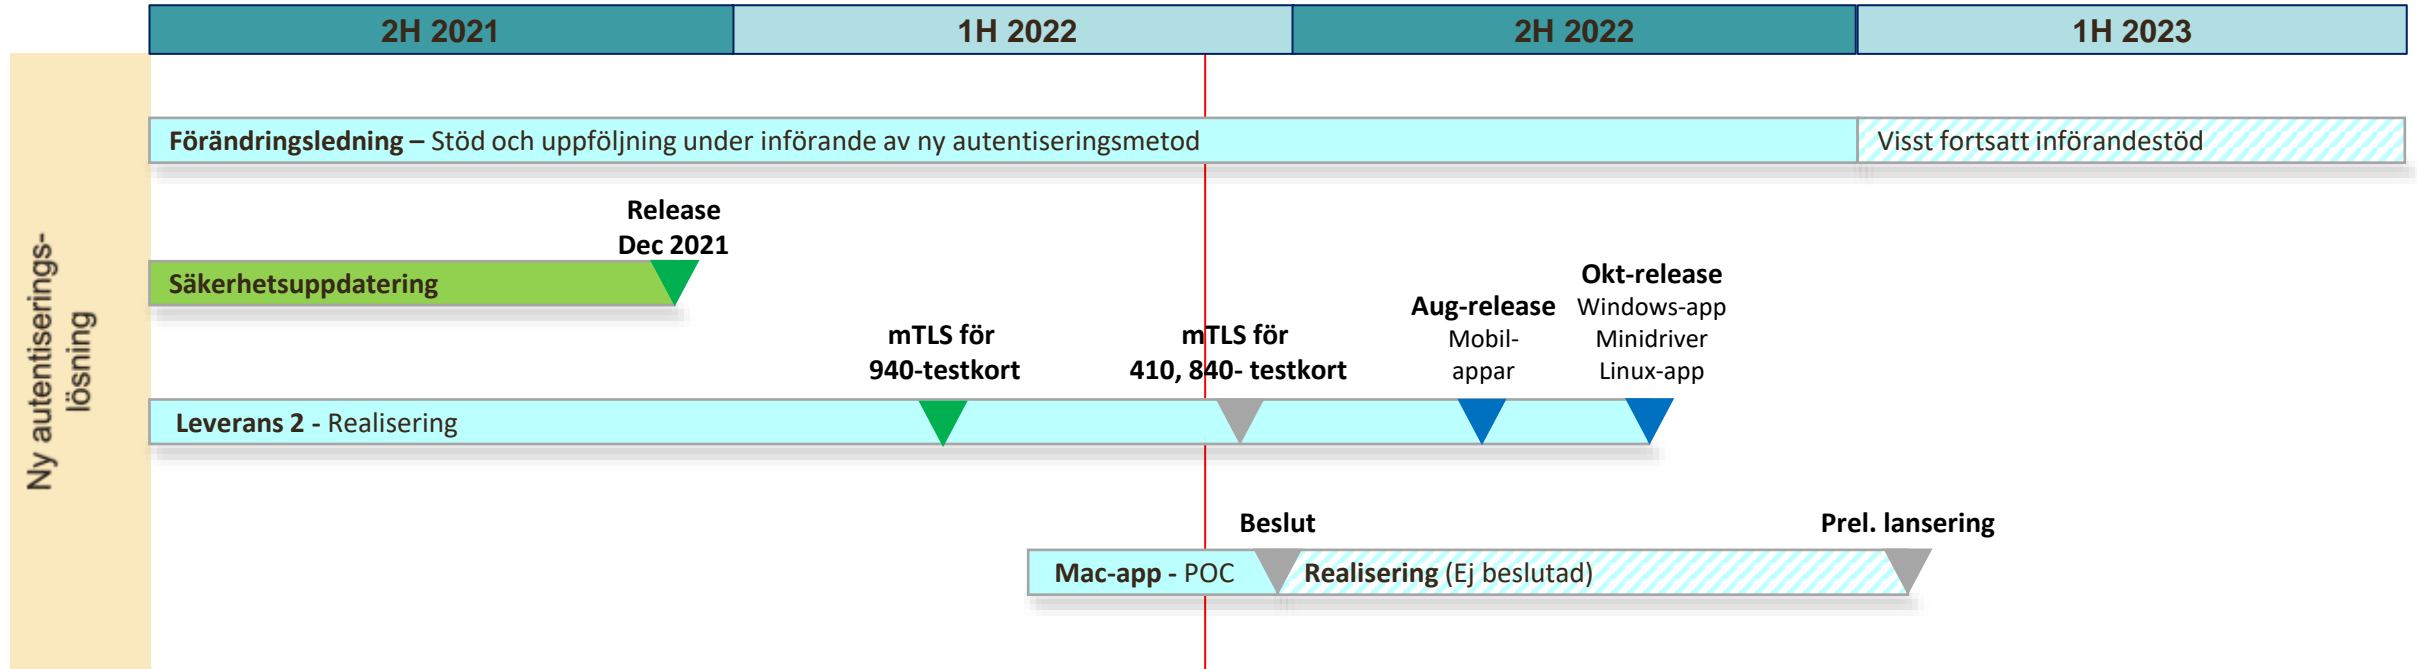 2H 2021
1H 2022
2H 2022
1H 2023
Ny autentiserings-
lösning
Förändringsledning – Stöd och uppföljning under införande av ny autentiseringsmetod
Visst fortsatt införandestöd
Release
Dec 2021
Säkerhetsuppdatering
mTLS för
940-testkort
mTLS för
410, 840- testkort
Aug-release
Mobil-
appar
Okt-release
Windows-app
Minidriver
Linux-app
Leverans 2 - Realisering
Beslut
Prel. lansering
Mac-app - POC
Realisering (Ej beslutad)